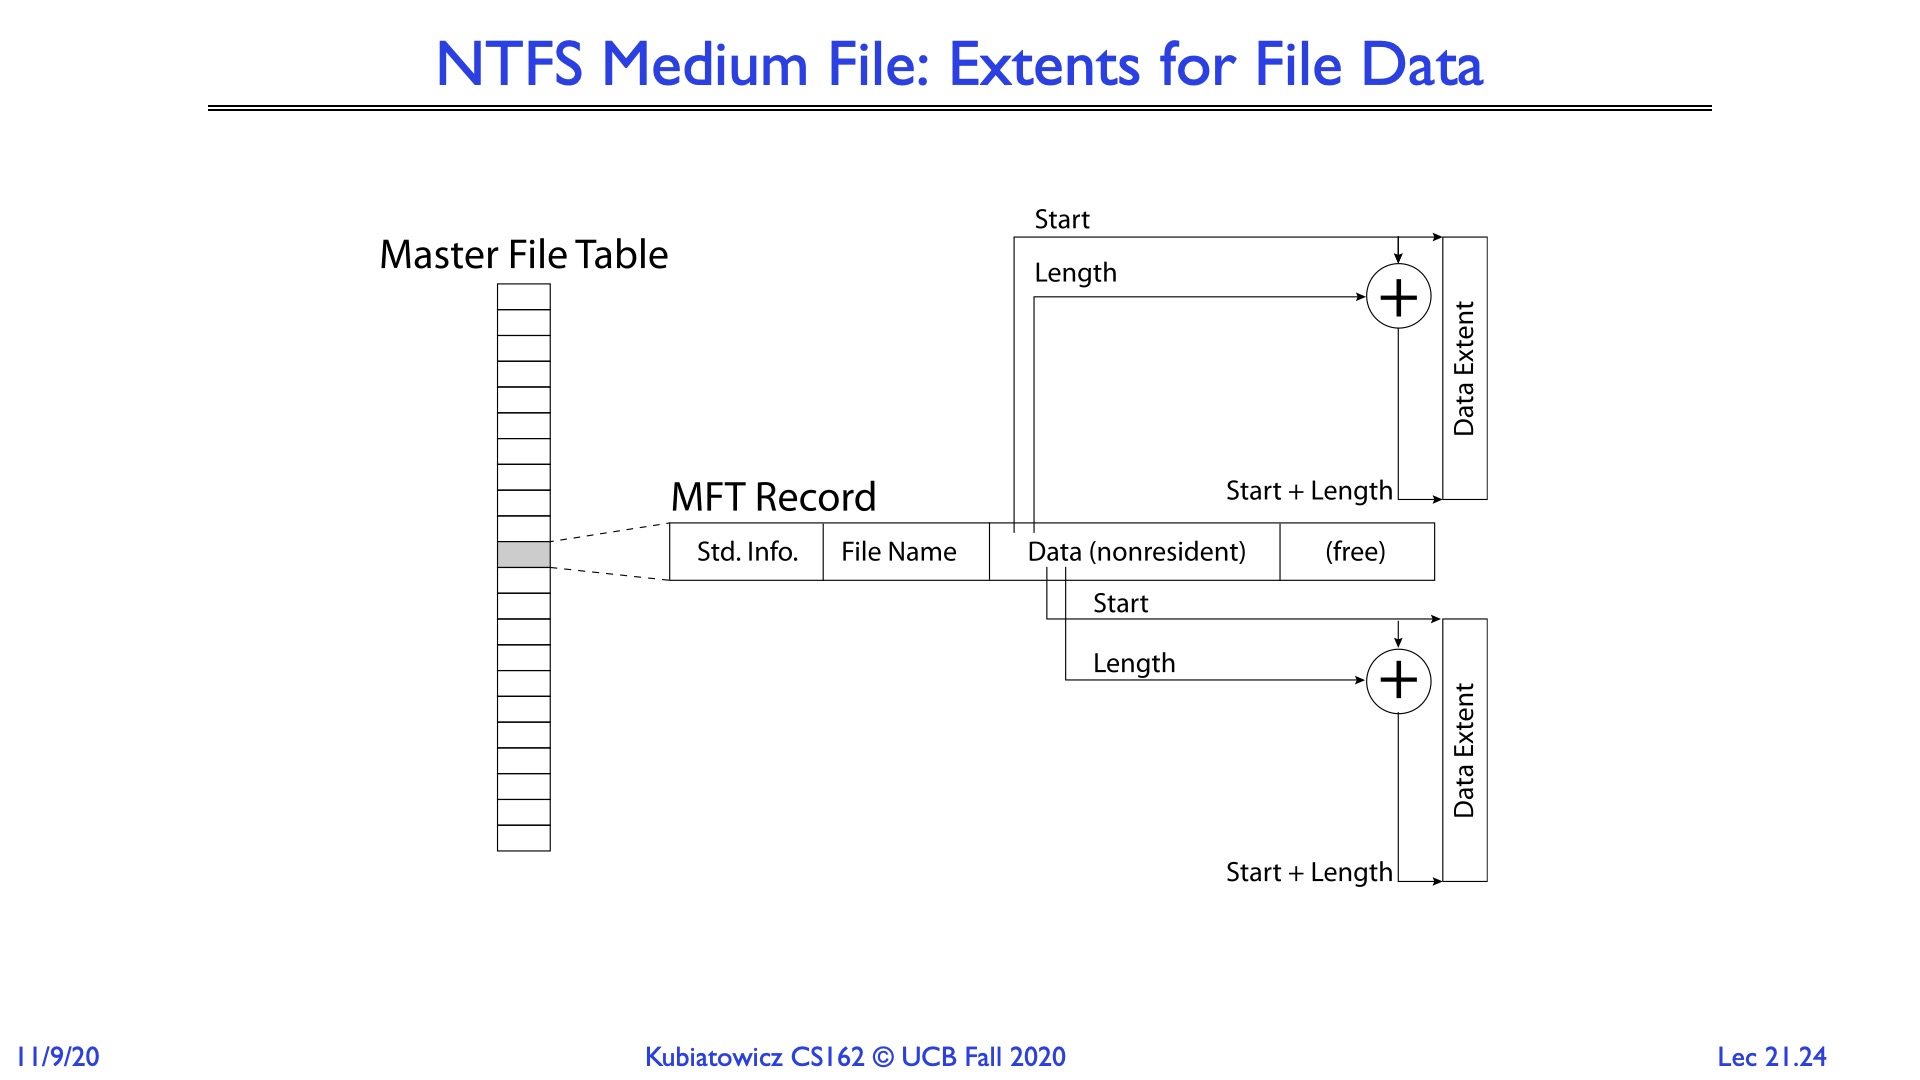 NTFS Medium File: Extents for File Data
Master File Table
Start
Length
+
Data Extent
Start + Length
MFT Record
Std. Info.
File Name
Data (nonresident)
(free)
Start
Length
+
Data Extent
Start + Length
11/9/20
Kubiatowicz CS162 © UCB Fall 2020
Lec 21.24